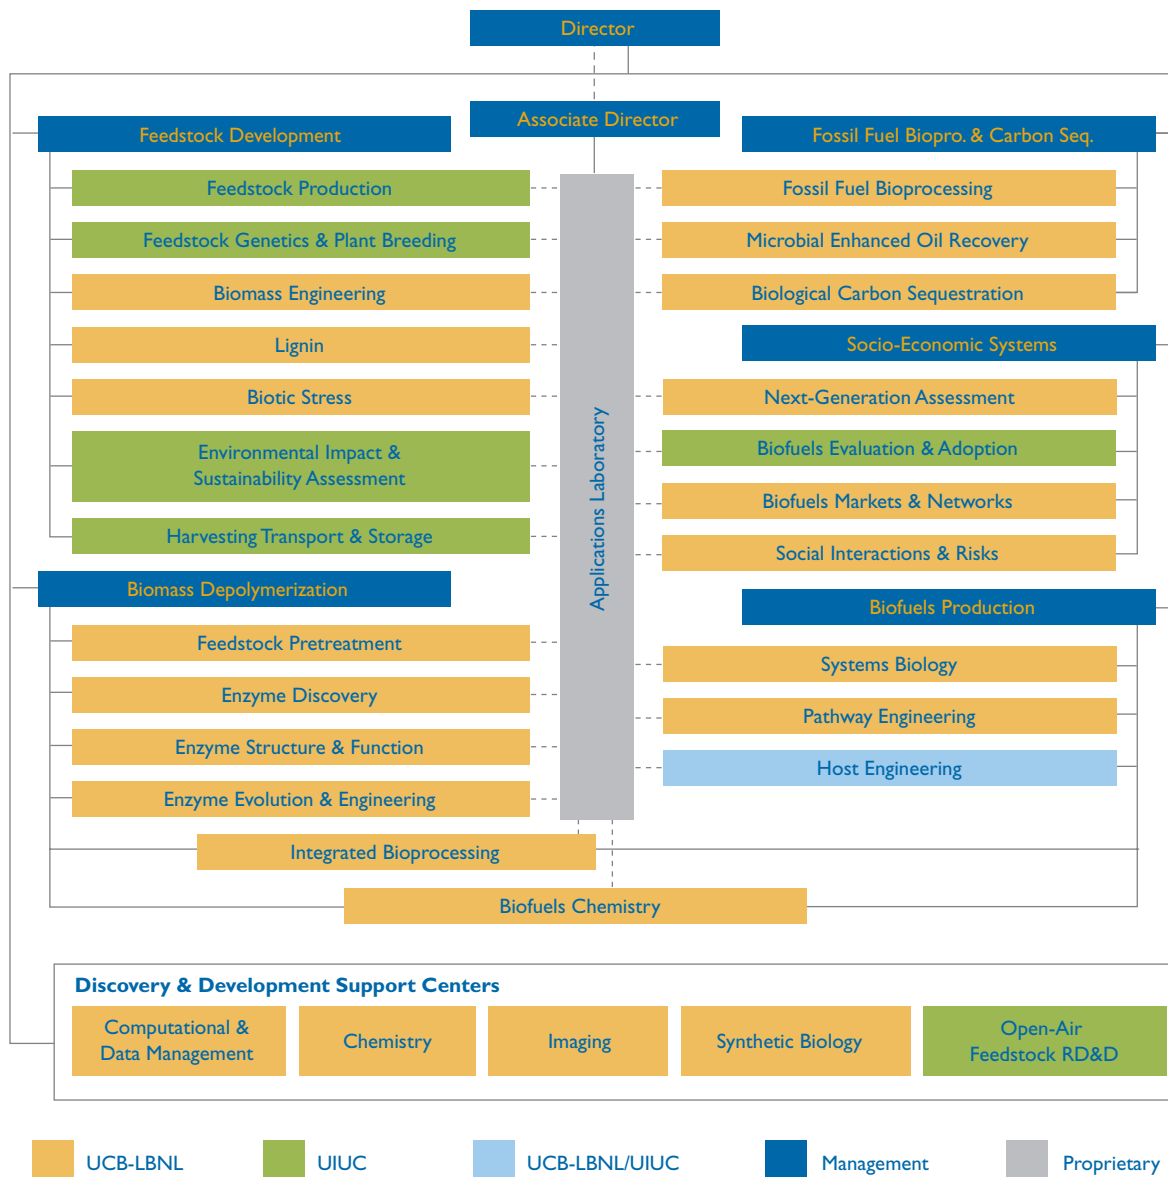 Director
Associate Director
Feedstock Development
Feedstock Production
Feedstock Genetics & Plant Breeding
Biomass Engineering
Lignin
Biotic Stress
Environmental Impact &
Sustainability Assessment
Harvesting Transport & Storage
Biomass Depolymerization
Feedstock Pretreatment
Enzyme Discovery
Enzyme Structure & Function
Enzyme Evolution & Engineering
Applications Laboratory
Fossil Fuel Biopro. & Carbon Seq.
Fossil Fuel Bioprocessing
Microbial Enhanced Oil Recovery
Biological Carbon Sequestration
Socio-Economic Systems
Next-Generation Assessment
Biofuels Evaluation & Adoption
Biofuels Markets & Networks
Social Interactions & Risks
Biofuels Production
Systems Biology
Pathway Engineering
Host Engineering
Integrated Bioprocessing
Biofuels Chemistry
Discovery & Development Support Centers
Computational &
Data Management
Chemistry
Imaging
Synthetic Biology
Open-Air
Feedstock RD&D
UCB-LBNL
UIUC
UCB-LBNL/UIUC
Management
Proprietary